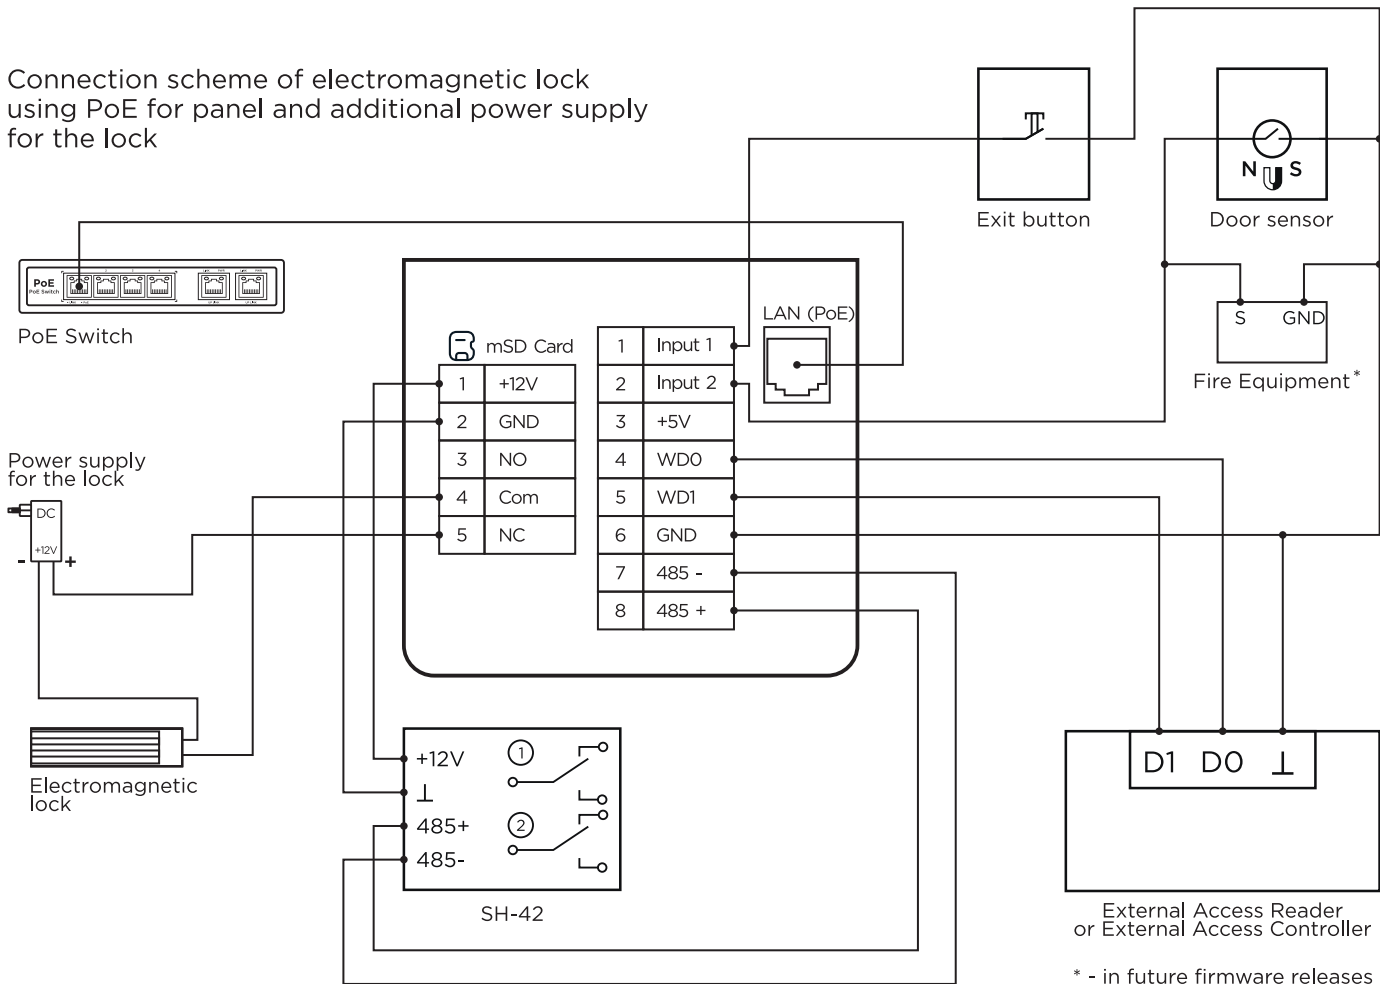 Connection scheme of electromagnetic lock
using PoE for panel and additional power supply
for the lock
Exit button
Door sensor
N S
S GND
Fire Equipment *
PoE
PoE Switch
PoE Switch
LAN (PoE)
mSD Card
1 +12V
2 GND
3 NO
4 Com
5 NC
1 Input 1
2 Input 2
3 +5V
4 WD0
5 WD1
6 GND
7 485 -
8 485 +
Power supply
for the lock
DC
+12V
- +
Electromagnetic
lock
+12V
485+
485-
1
2
SH-42
D1 D0
External Access Reader
or External Access Controller
* - in future firmware releases